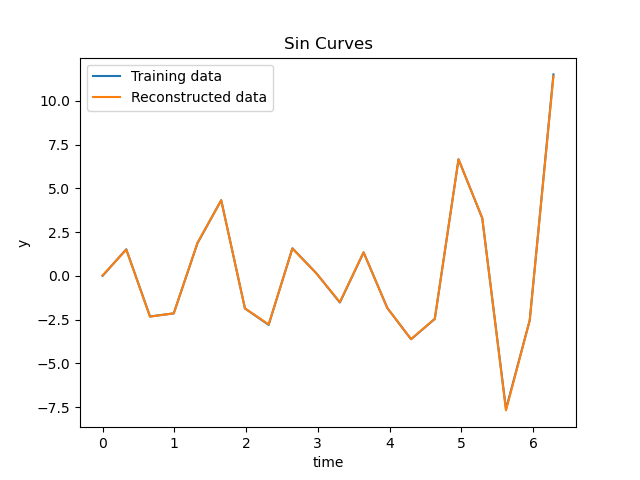 Sin Curves
Training data
Reconstructed data
10.0
7.5
5.0
2.5
0.0
−2.5
−5.0
−7.5
y
0 1 2 3 4 5 6
time